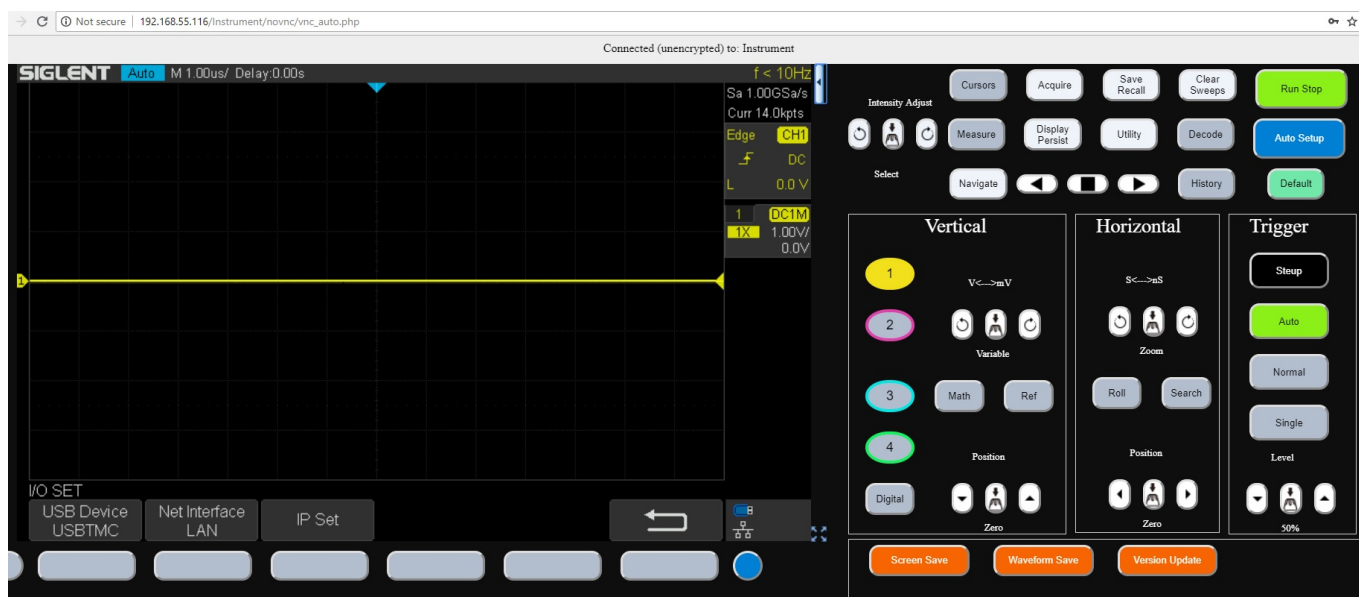 Not secure | 192.168.55.116/Instrument/novnc/vnc_auto.php
Connected (unencrypted) to: Instrument
SIGLENT Auto M 1.00us/ Delay:0.00s f < 10Hz
Sa 1.00GSa/s
Curr 14.0kpts
Edge CH1
DC
L 0.0 V
1 DC1M
1X 1.00V/
0.0V
1
I/O SET
USB Device
USBTMC
Net Interface
LAN
IP Set
Intensity Adjust
Select
Cursors
Acquire
Save
Recall
Clear
Sweeps
Run Stop
Measure
Display
Persist
Utility
Decode
Auto Setup
Navigate
History
Default
Vertical
1
V<--->mV
2
Variable
3
Math
Ref
4
Position
Digital
Zero
Horizontal
S<--->nS
Zoom
Roll
Search
Position
Zero
Trigger
Steup
Auto
Normal
Single
Level
50%
Screen Save
Waveform Save
Version Update